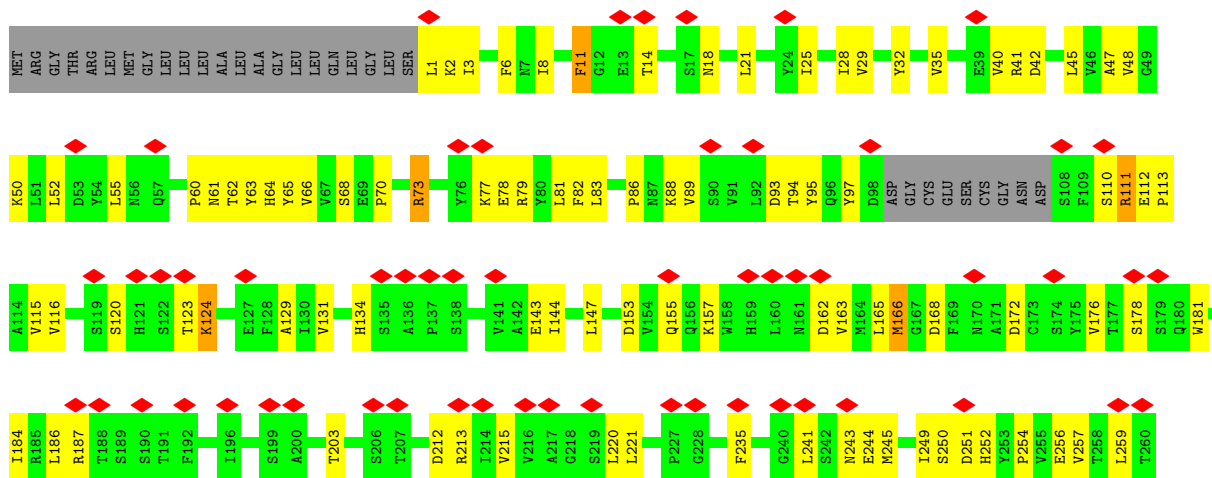 MET ARG GLY THR ARG LEU MET GLY LEU LEU LEU ALA LEU ALA GLY LEU LEU GLN LEU GLY LEU SER L1 K2 I3 F6 N7 I8 F11 G12 E13 T14 S17 N18 L21 Y24 I25 I28 V29 Y32 V35 E39 V40 R41 D42 L45 V46 A47 V48 G49
K50 L51 L52 D53 Y54 L55 N56 Q57 P60 N61 T62 Y63 H64 Y65 V66 V67 S68 E69 P70 R73 Y76 K77 E78 R79 Y80 L81 F82 L83 P86 N87 K88 V89 S90 V91 L92 D93 T94 Y95 Q96 Y97 D98 ASP GLY CYS GLU SER CYS GLY ASN ASP S108 F109 S110 R111 E112 P113
A114 V115 V116 S119 S120 H121 S122 T123 K124 E127 F128 A129 I130 V131 H134 S135 A136 P137 S138 V141 A142 E143 I144 L147 D153 V154 Q155 Q156 K157 W158 H159 L160 N161 D162 V163 M164 L165 M166 G167 D168 F169 N170 A171 D172 C173 S174 Y175 V176 T177 S178 S179 Q180 W181
I184 R185 L186 R187 T188 S189 S190 T191 F192 I196 S199 A200 T203 S206 T207 D212 R213 I214 V215 V216 A217 G218 S219 L220 L221 P227 G228 F235 G240 L241 S242 N243 E244 M245 I249 S250 D251 H252 Y253 P254 V255 E256 V257 T258 L259 T260